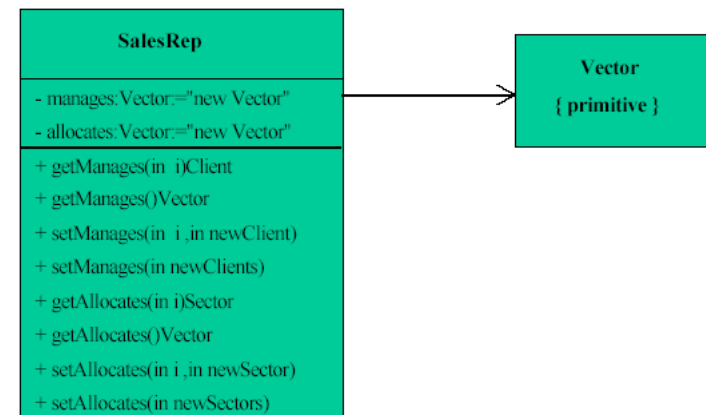 SalesRep
- manages:Vector:="new Vector"
- allocates:Vector:="new Vector"
+ getManages(in i)Client
+ getManages()Vector
+ setManages(in i ,in newClient)
+ setManages(in newClients)
+ getAllocates(in i)Sector
+ getAllocates()Vector
+ setAllocates(in i ,in newSector)
+ setAllocates(in newSectors)
Vector
{ primitive }